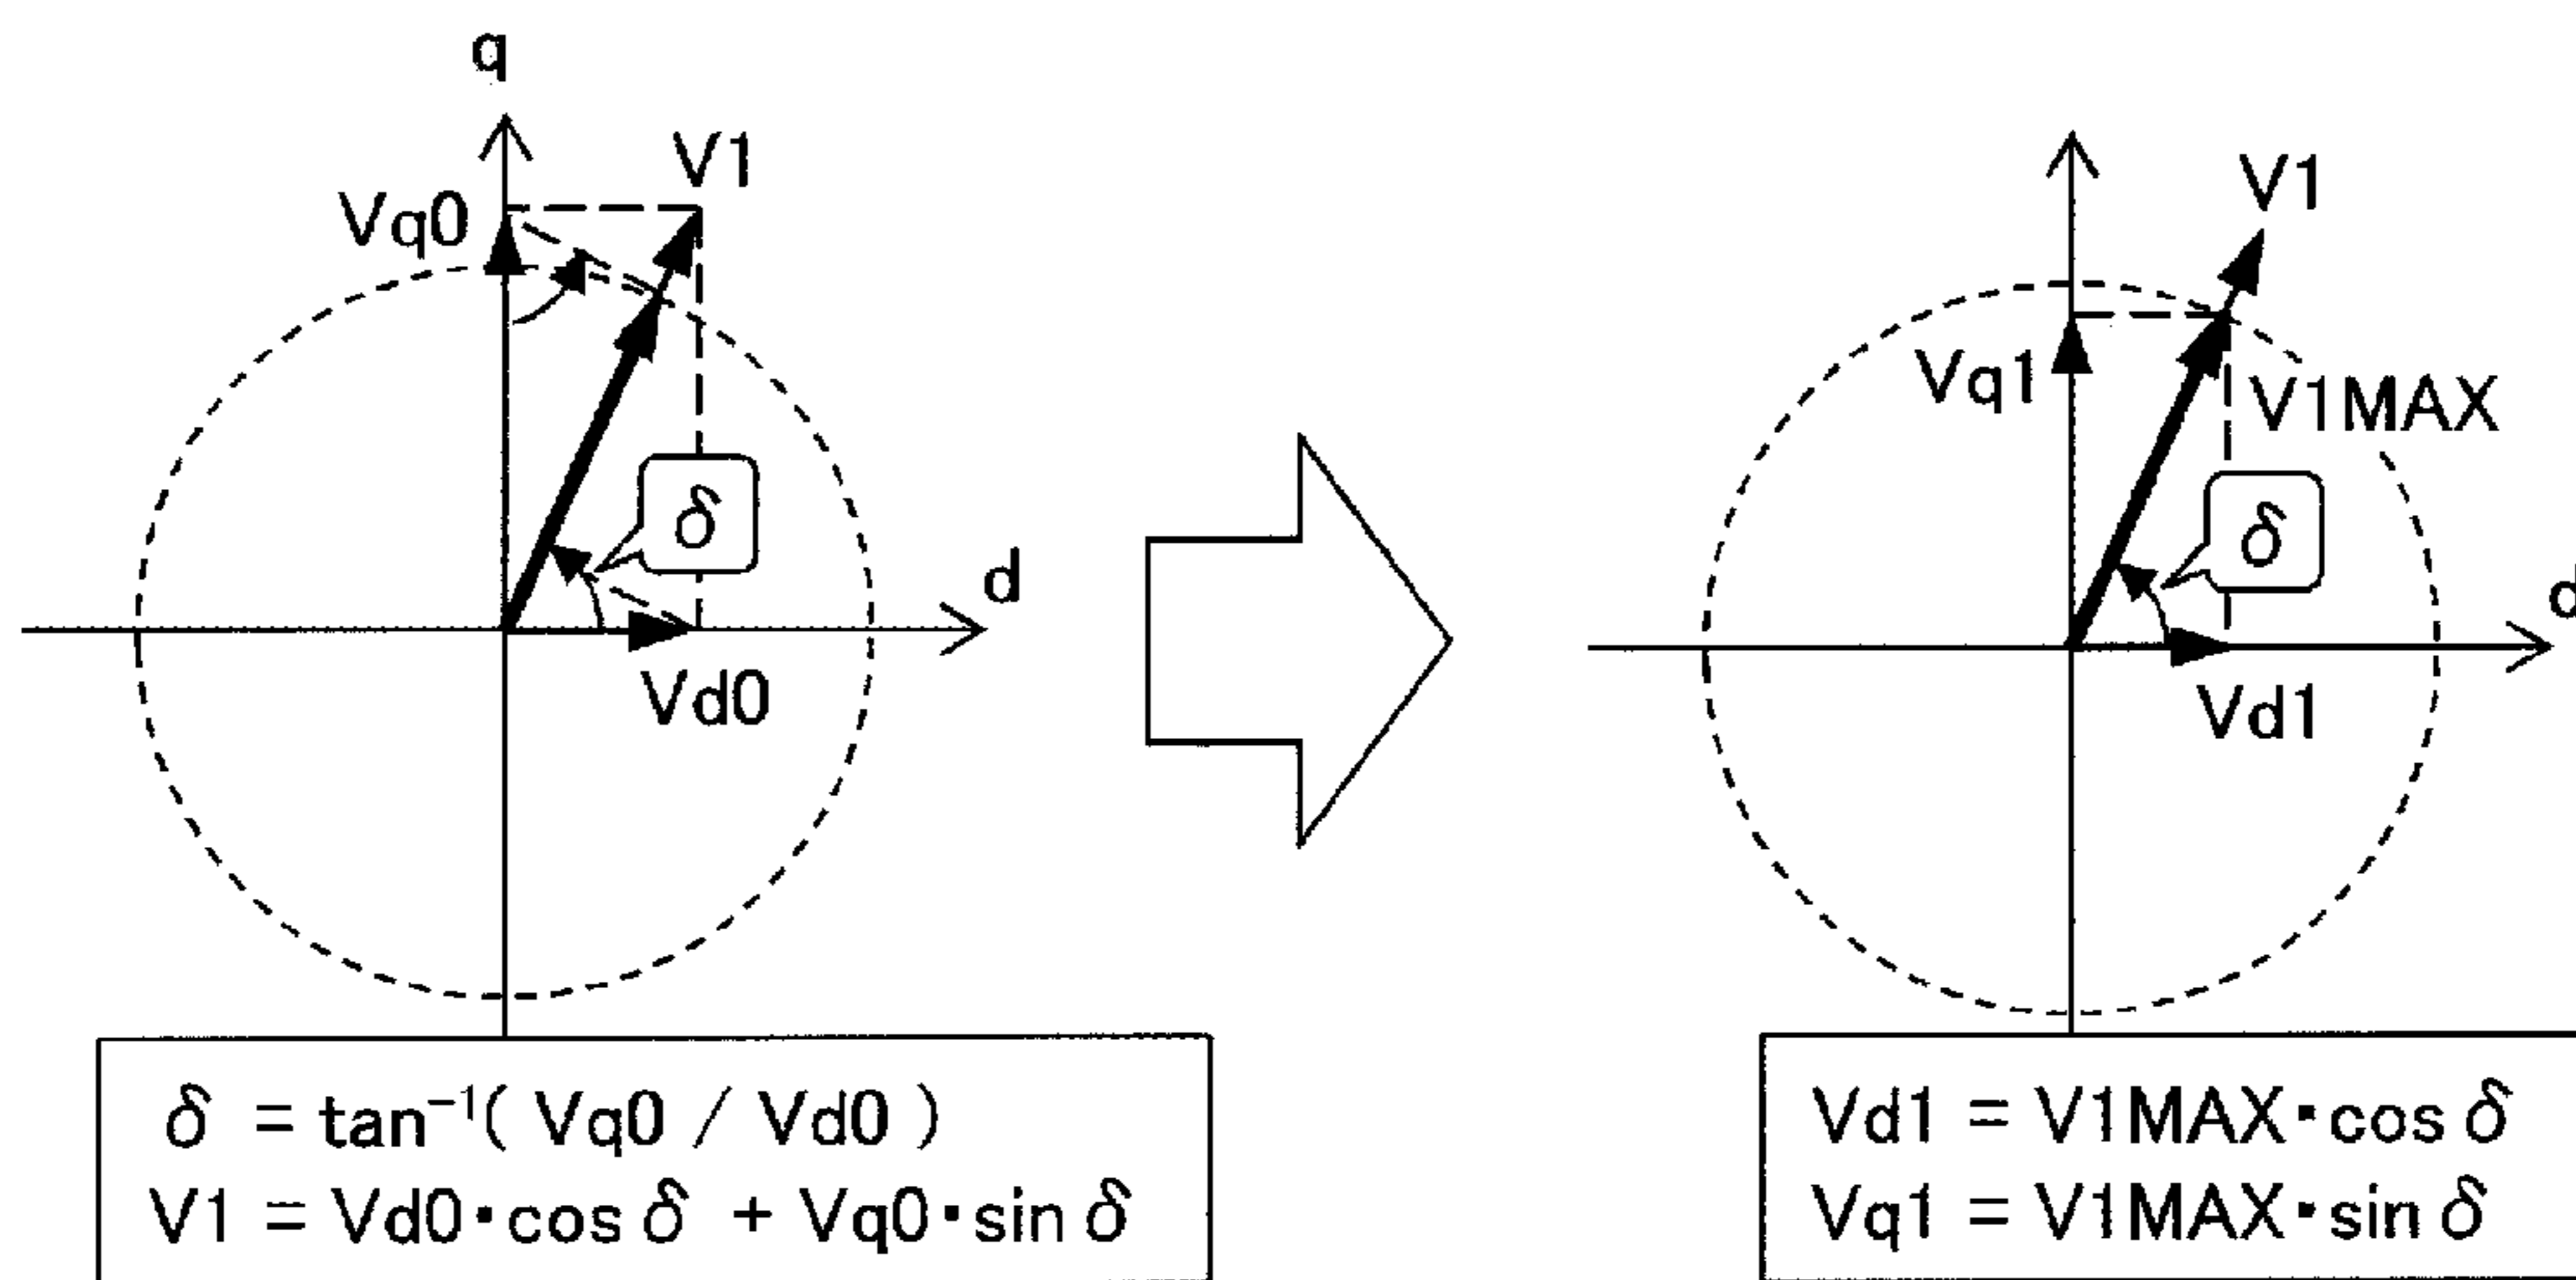 q
V1
Vq0
δ
d
Vd0
δ = tan⁻¹( Vq0 / Vd0 )
V1 = Vd0・cos δ + Vq0・sin δ
V1
Vq1
V1MAX
δ
d
Vd1
Vd1 = V1MAX・cos δ
Vq1 = V1MAX・sin δ